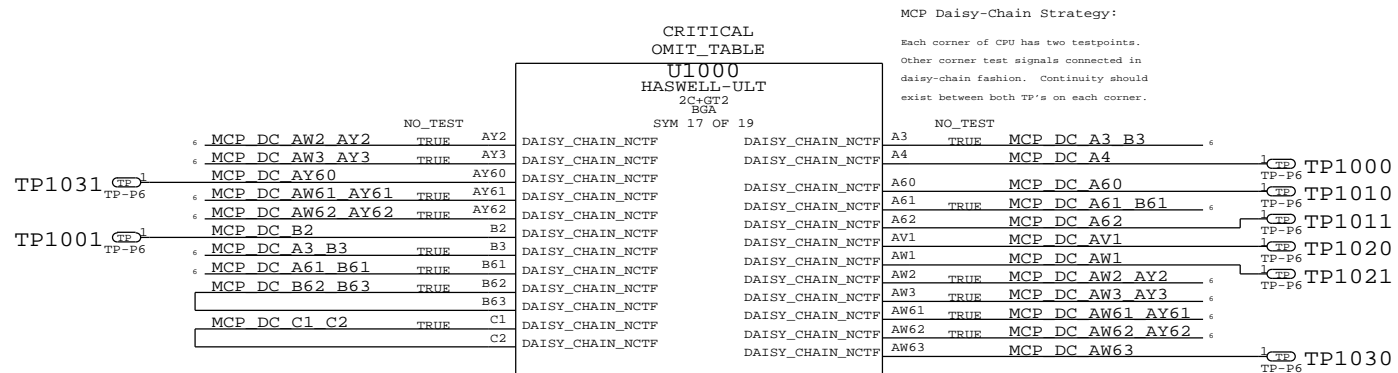 MCP Daisy-Chain Strategy:
Each corner of CPU has two testpoints.
Other corner test signals connected in
daisy-chain fashion. Continuity should
exist between both TP's on each corner.
CRITICAL
OMIT_TABLE
U1000
HASWELL-ULT
2C+GT2
BGA
SYM 17 OF 19
NO_TEST NO_TEST
6 MCP_DC_AW2_AY2 TRUE AY2 DAISY_CHAIN_NCTF
6 MCP_DC_AW3_AY3 TRUE AY3 DAISY_CHAIN_NCTF
TP1031 TP TP-P6 1 MCP_DC_AY60 AY60 DAISY_CHAIN_NCTF
6 MCP_DC_AW61_AY61 TRUE AY61 DAISY_CHAIN_NCTF
6 MCP_DC_AW62_AY62 TRUE AY62 DAISY_CHAIN_NCTF
TP1001 TP TP-P6 1 MCP_DC_B2 B2 DAISY_CHAIN_NCTF
6 MCP_DC_A3_B3 TRUE B3 DAISY_CHAIN_NCTF
6 MCP_DC_A61_B61 TRUE B61 DAISY_CHAIN_NCTF
MCP_DC_B62_B63 TRUE B62 DAISY_CHAIN_NCTF
B63 DAISY_CHAIN_NCTF
MCP_DC_C1_C2 TRUE C1 DAISY_CHAIN_NCTF
C2 DAISY_CHAIN_NCTF
DAISY_CHAIN_NCTF A3 TRUE MCP_DC_A3_B3 6
DAISY_CHAIN_NCTF A4 MCP_DC_A4 1 TP TP-P6 TP1000
DAISY_CHAIN_NCTF A60 MCP_DC_A60 1 TP TP-P6 TP1010
DAISY_CHAIN_NCTF A61 TRUE MCP_DC_A61_B61 6
DAISY_CHAIN_NCTF A62 MCP_DC_A62 1 TP TP-P6 TP1011
DAISY_CHAIN_NCTF AV1 MCP_DC_AV1 1 TP TP-P6 TP1020
DAISY_CHAIN_NCTF AW1 MCP_DC_AW1 1 TP TP-P6 TP1021
DAISY_CHAIN_NCTF AW2 TRUE MCP_DC_AW2_AY2 6
DAISY_CHAIN_NCTF AW3 TRUE MCP_DC_AW3_AY3 6
DAISY_CHAIN_NCTF AW61 TRUE MCP_DC_AW61_AY61 6
DAISY_CHAIN_NCTF AW62 TRUE MCP_DC_AW62_AY62 6
DAISY_CHAIN_NCTF AW63 MCP_DC_AW63 1 TP TP-P6 TP1030